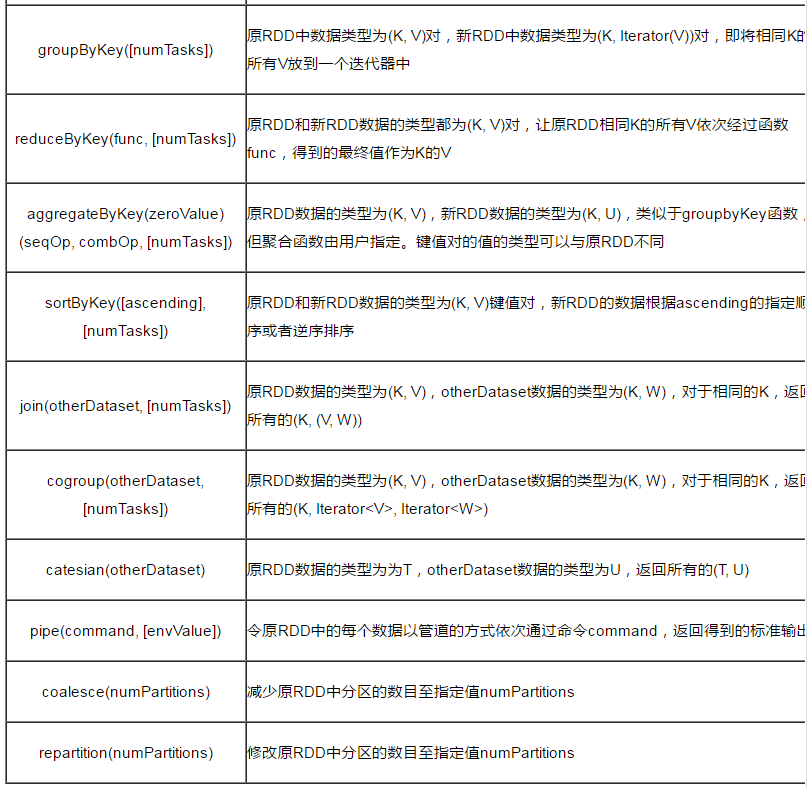 groupByKey([numTasks])
原RDD中数据类型为(K, V)对，新RDD中数据类型为(K, Iterator(V))对，即将相同K的
所有V放到一个迭代器中
reduceByKey(func, [numTasks])
原RDD和新RDD数据的类型都为(K, V)对，让原RDD相同K的所有V依次经过函数
func，得到的最终值作为K的V
aggregateByKey(zeroValue)
(seqOp, combOp, [numTasks])
原RDD数据的类型为(K, V)，新RDD数据的类型为(K, U)，类似于groupbyKey函数，
但聚合函数由用户指定。键值对的值的类型可以与原RDD不同
sortByKey([ascending],
[numTasks])
原RDD和新RDD数据的类型为(K, V)键值对，新RDD的数据根据ascending的指定顺
序或者逆序排序
join(otherDataset, [numTasks])
原RDD数据的类型为(K, V)，otherDataset数据的类型为(K, W)，对于相同的K，返回
所有的(K, (V, W))
cogroup(otherDataset,
[numTasks])
原RDD数据的类型为(K, V)，otherDataset数据的类型为(K, W)，对于相同的K，返回
所有的(K, Iterator<V>, Iterator<W>)
catesian(otherDataset)
原RDD数据的类型为为T，otherDataset数据的类型为U，返回所有的(T, U)
pipe(command, [envValue])
令原RDD中的每个数据以管道的方式依次通过命令command，返回得到的标准输出
coalesce(numPartitions)
减少原RDD中分区的数目至指定值numPartitions
repartition(numPartitions)
修改原RDD中分区的数目至指定值numPartitions